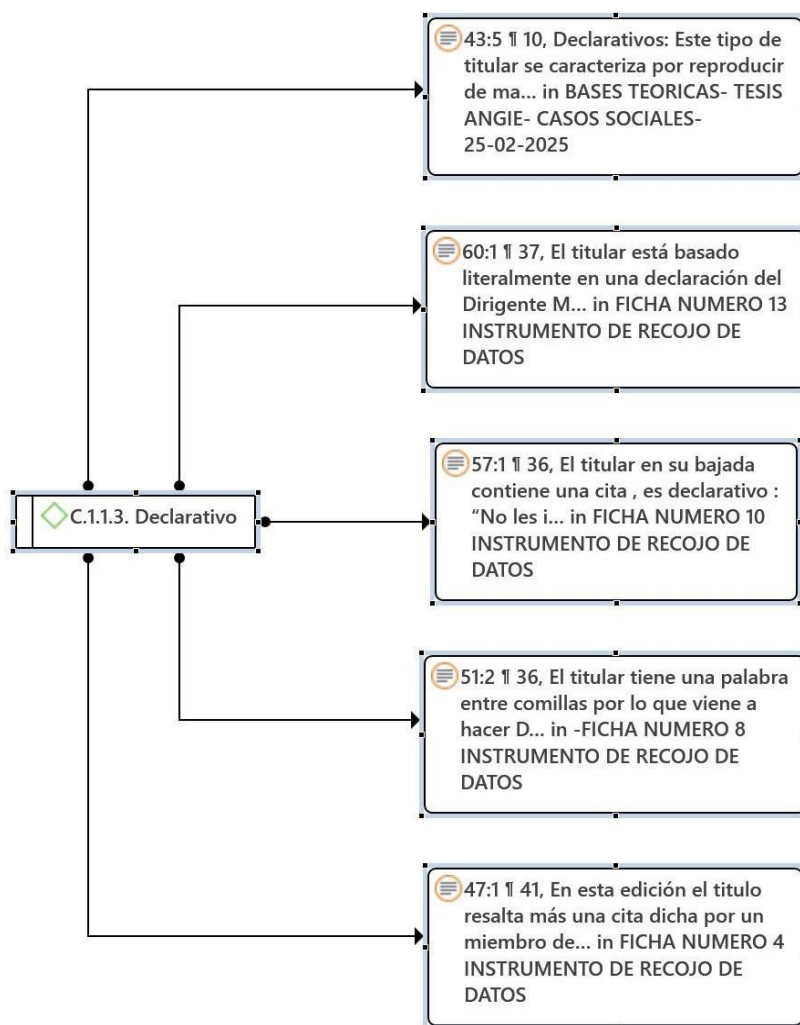 43:5 ¶ 10, Declarativos: Este tipo de
titular se caracteriza por reproducir
de ma... in BASES TEORICAS- TESIS
ANGIE- CASOS SOCIALES-
25-02-2025
60:1 ¶ 37, El titular está basado
literalmente en una declaración del
Dirigente M... in FICHA NUMERO 13
INSTRUMENTO DE RECOJO DE
DATOS
57:1 ¶ 36, El titular en su bajada
contiene una cita , es declarativo :
“No les i... in FICHA NUMERO 10
INSTRUMENTO DE RECOJO DE
DATOS
C.1.1.3. Declarativo
51:2 ¶ 36, El titular tiene una palabra
entre comillas por lo que viene a
hacer D... in -FICHA NUMERO 8
INSTRUMENTO DE RECOJO DE
DATOS
47:1 ¶ 41, En esta edición el titulo
resalta más una cita dicha por un
miembro de... in FICHA NUMERO 4
INSTRUMENTO DE RECOJO DE
DATOS